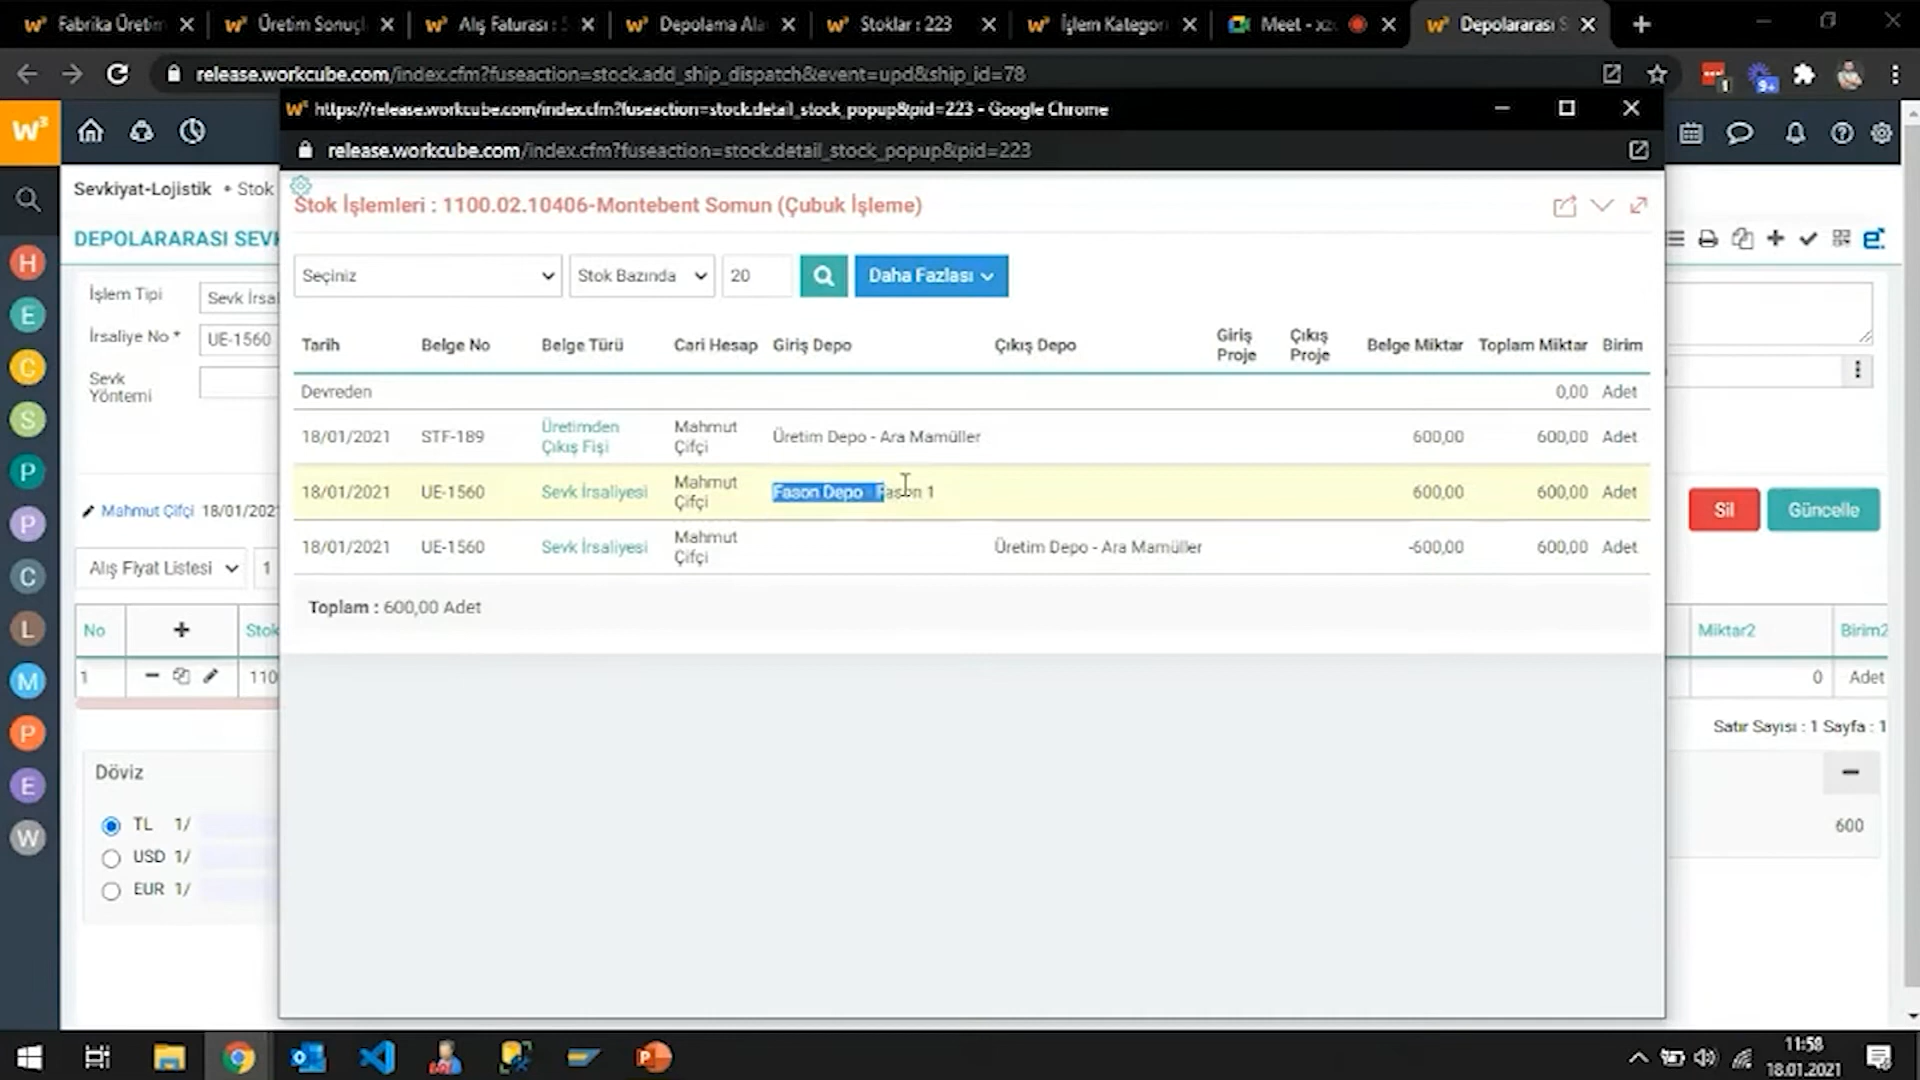 Fabrika Üretim
Üretim Sonuçl
Alış Faturası : S
Depolama Ala
Stoklar : 223
İşlem Kategori
Meet - xz
Depolararası S
release.workcube.com/index.cfm?fuseaction=stock.add_ship_dispatch&event=upd&ship_id=78
9+
1
https://release.workcube.com/index.cfm?fuseaction=stock.detail_stock_popup&pid=223 - Google Chrome
release.workcube.com/index.cfm?fuseaction=stock.detail_stock_popup&pid=223
w³
Sevkiyat-Lojistik • Stok
DEPOLARARASI SEVK
İşlem Tipi
Sevk İrsal
İrsaliye No *
UE-1560
Sevk
Yöntemi
Mahmut Çifçi 18/01/202
Alış Fiyat Listesi
1
No
Stok
1
110
Döviz
TL 1/
USD 1/
EUR 1/
H
E
C
S
P
P
C
L
M
P
E
W
Stok İşlemleri : 1100.02.10406-Montebent Somun (Çubuk İşleme)
Seçiniz
Stok Bazında
20
Daha Fazlası
Tarih Belge No Belge Türü Cari Hesap Giriş Depo Çıkış Depo Giriş Proje Çıkış Proje Belge Miktar Toplam Miktar Birim
Devreden 0,00 Adet
18/01/2021 STF-189 Üretimden Çıkış Fişi Mahmut Çifçi Üretim Depo - Ara Mamüller 600,00 600,00 Adet
18/01/2021 UE-1560 Sevk İrsaliyesi Mahmut Çifçi Fason Depo - Fason 1 600,00 600,00 Adet
18/01/2021 UE-1560 Sevk İrsaliyesi Mahmut Çifçi Üretim Depo - Ara Mamüller -600,00 600,00 Adet
Toplam : 600,00 Adet
Sil
Güncelle
Miktar2
Birim2
0
Adet
Satır Sayısı : 1 Sayfa : 1
600
11:58
18.01.2021